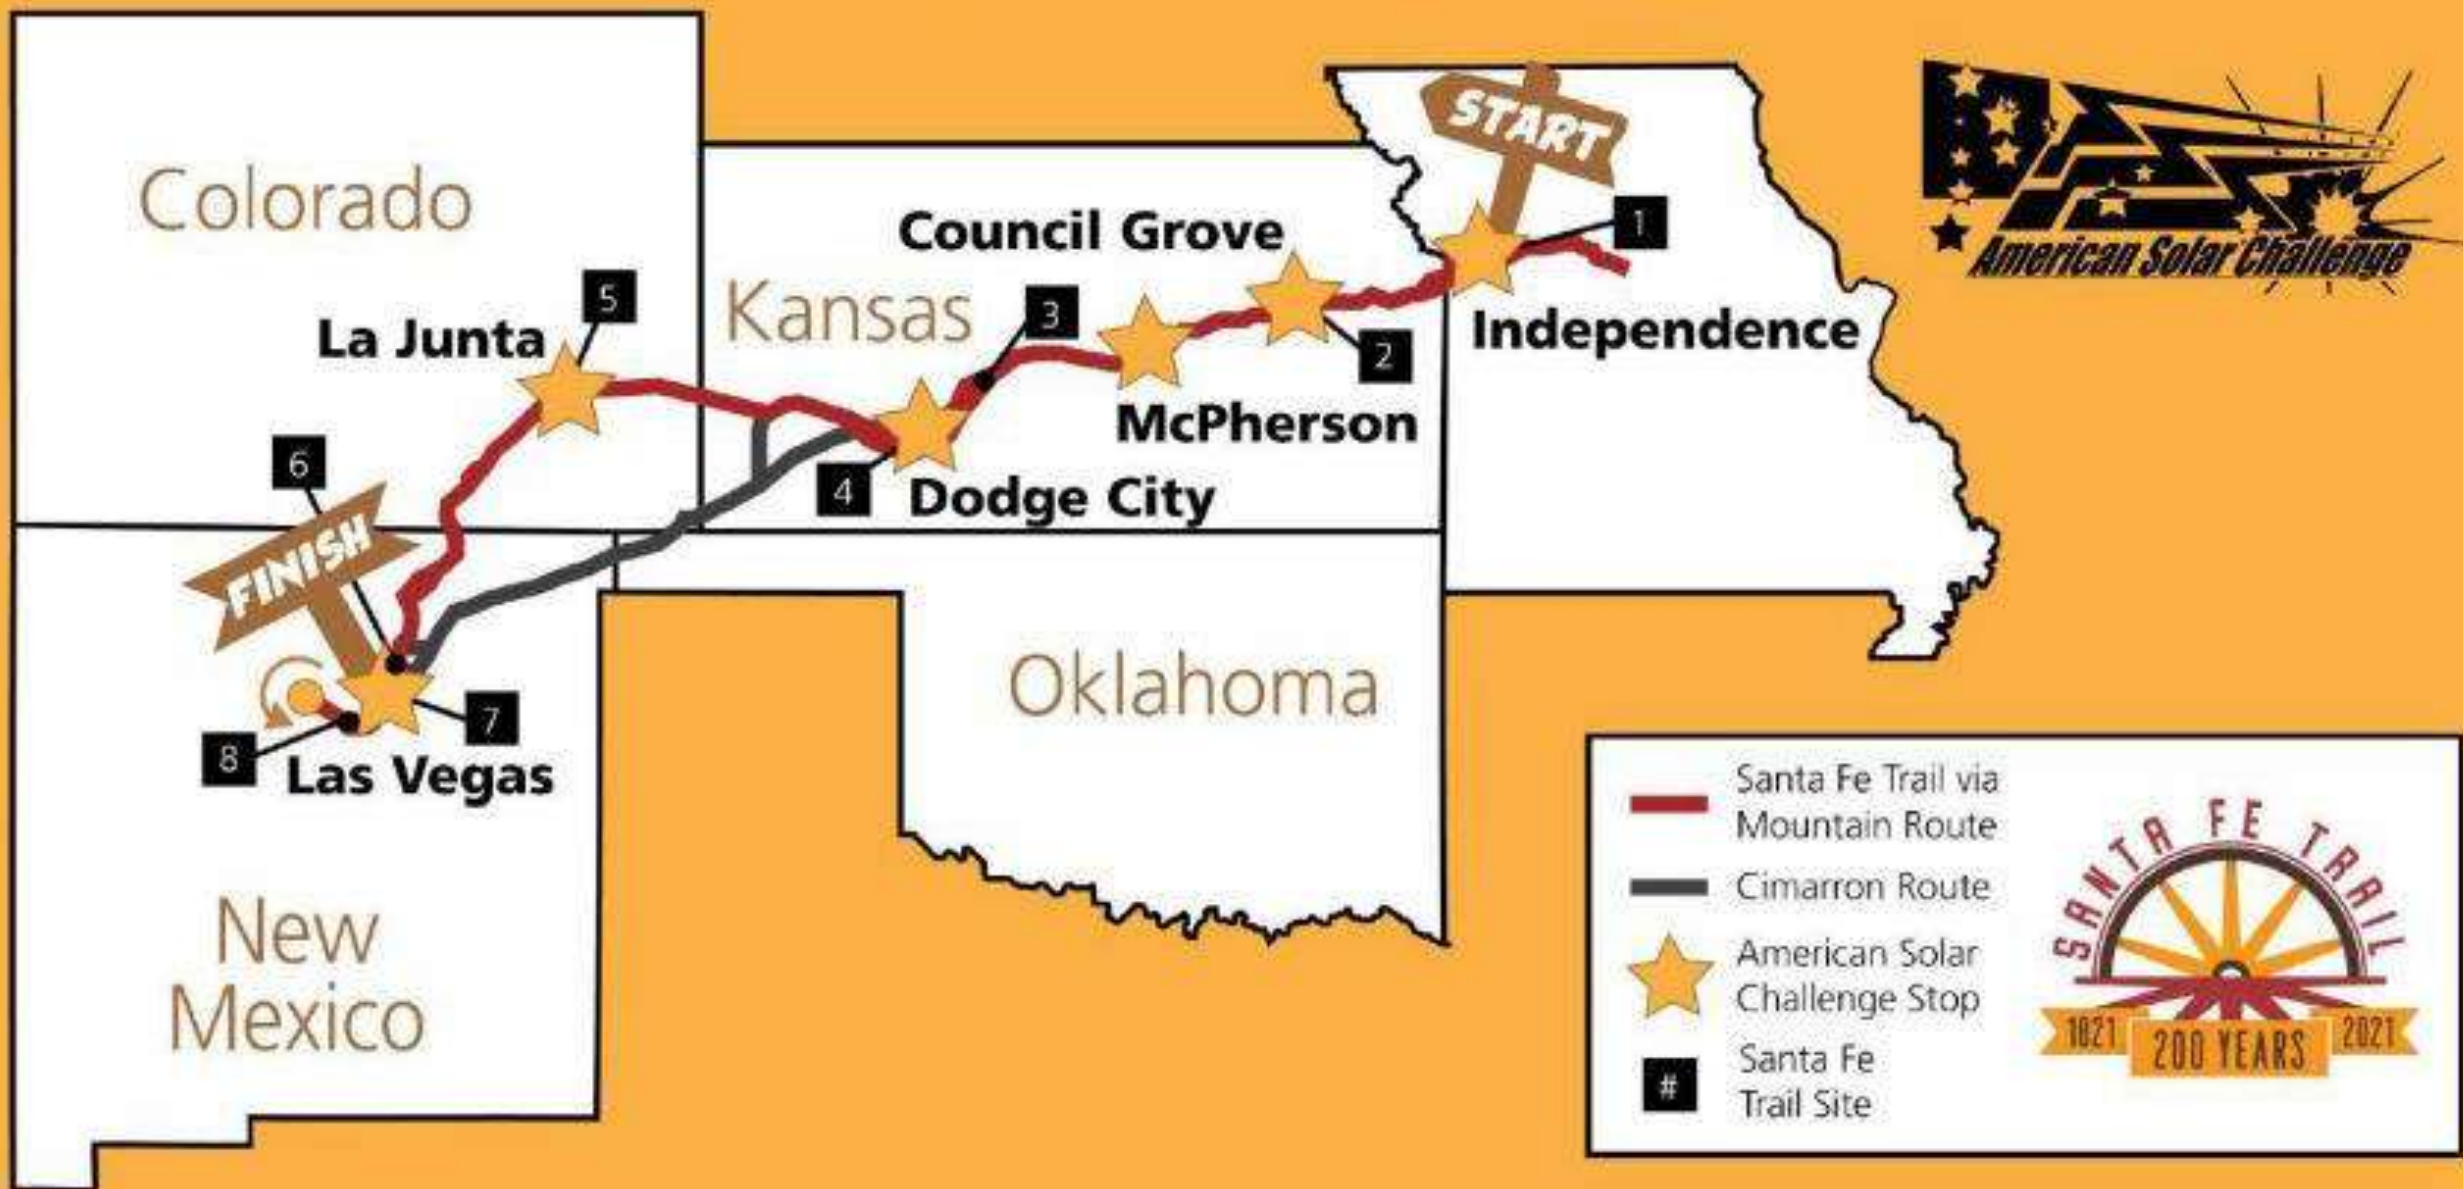 Colorado
Kansas
Oklahoma
New
Mexico
START
FINISH
Council Grove
La Junta
Independence
McPherson
Dodge City
Las Vegas
1
2
3
4
5
6
7
8
American Solar Challenge
Santa Fe Trail via
Mountain Route
Cimarron Route
American Solar
Challenge Stop
#
Santa Fe
Trail Site
SANTA FE TRAIL
1821
200 YEARS
2021